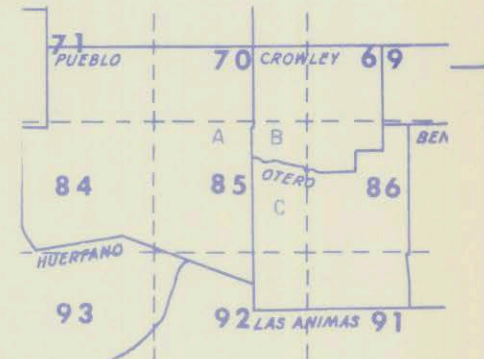 71 70 69
PUEBLO CROWLEY
A B BEN
84 85 OTERO 86
C
HUERFANO
93 92 LAS ANIMAS 91